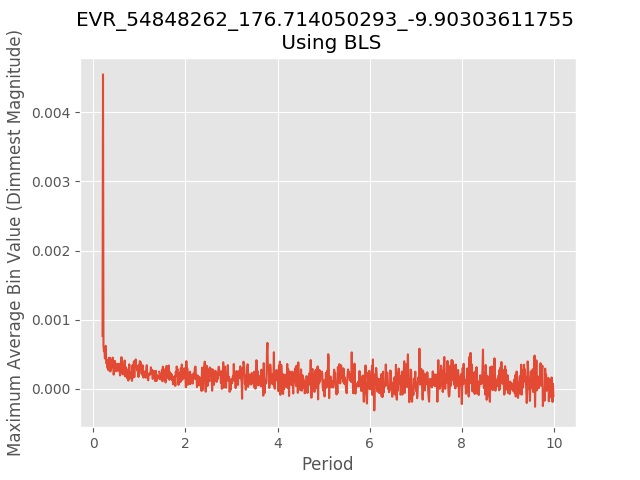 EVR_54848262_176.714050293_-9.90303611755
Using BLS
Maximum Average Bin Value (Dimmest Magnitude)
0.004
0.003
0.002
0.001
0.000
0
2
4
6
8
10
Period